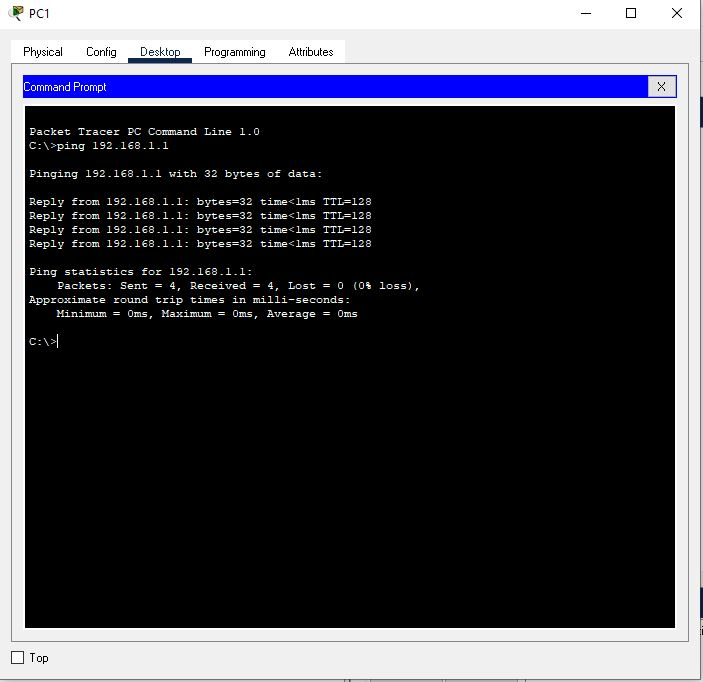 PC1
Physical Config Desktop Programming Attributes
Command Prompt X
Packet Tracer PC Command Line 1.0
C:\>ping 192.168.1.1
Pinging 192.168.1.1 with 32 bytes of data:
Reply from 192.168.1.1: bytes=32 time<1ms TTL=128
Reply from 192.168.1.1: bytes=32 time<1ms TTL=128
Reply from 192.168.1.1: bytes=32 time<1ms TTL=128
Reply from 192.168.1.1: bytes=32 time<1ms TTL=128
Ping statistics for 192.168.1.1:
Packets: Sent = 4, Received = 4, Lost = 0 (0% loss),
Approximate round trip times in milli-seconds:
Minimum = 0ms, Maximum = 0ms, Average = 0ms
C:\>
Top